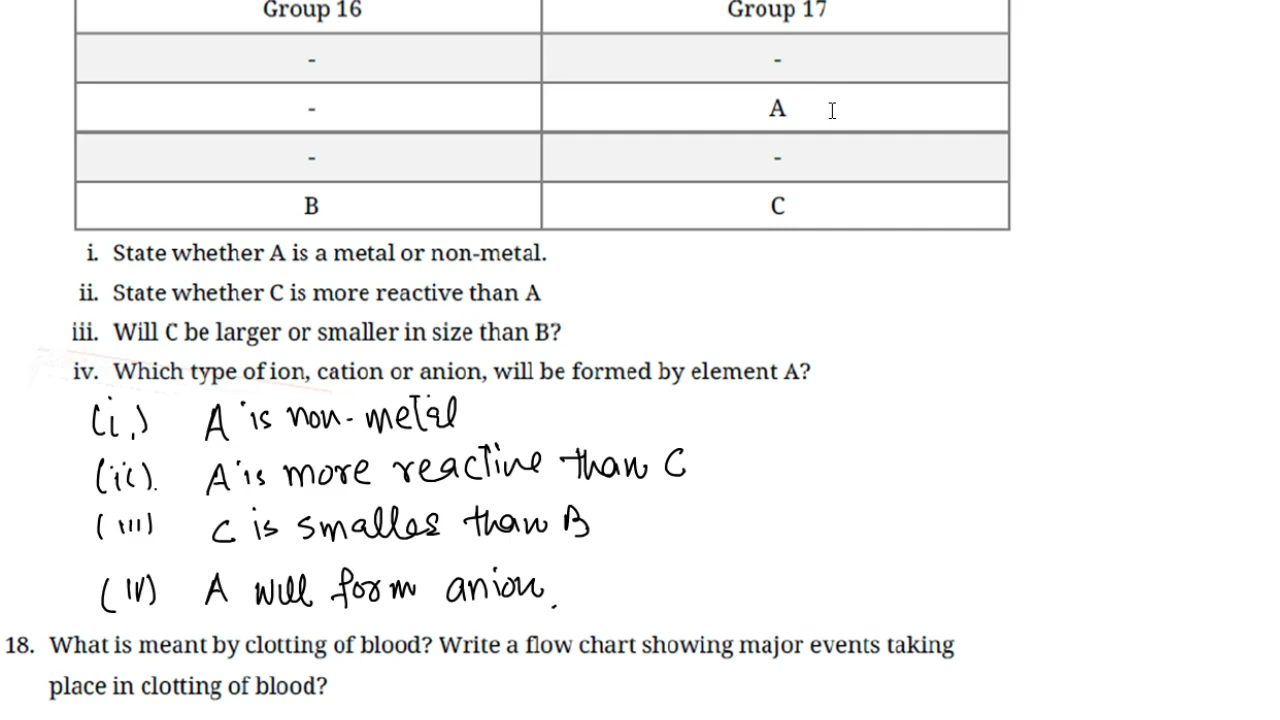 Group 16 Group 17
- -
- A
- -
B C
i. State whether A is a metal or non-metal.
ii. State whether C is more reactive than A
iii. Will C be larger or smaller in size than B?
iv. Which type of ion, cation or anion, will be formed by element A?
(i) A is non-metal
(ii). A is more reactive than C
(III) C is smaller than B
(IV) A will form anion.
18. What is meant by clotting of blood? Write a flow chart showing major events taking
place in clotting of blood?